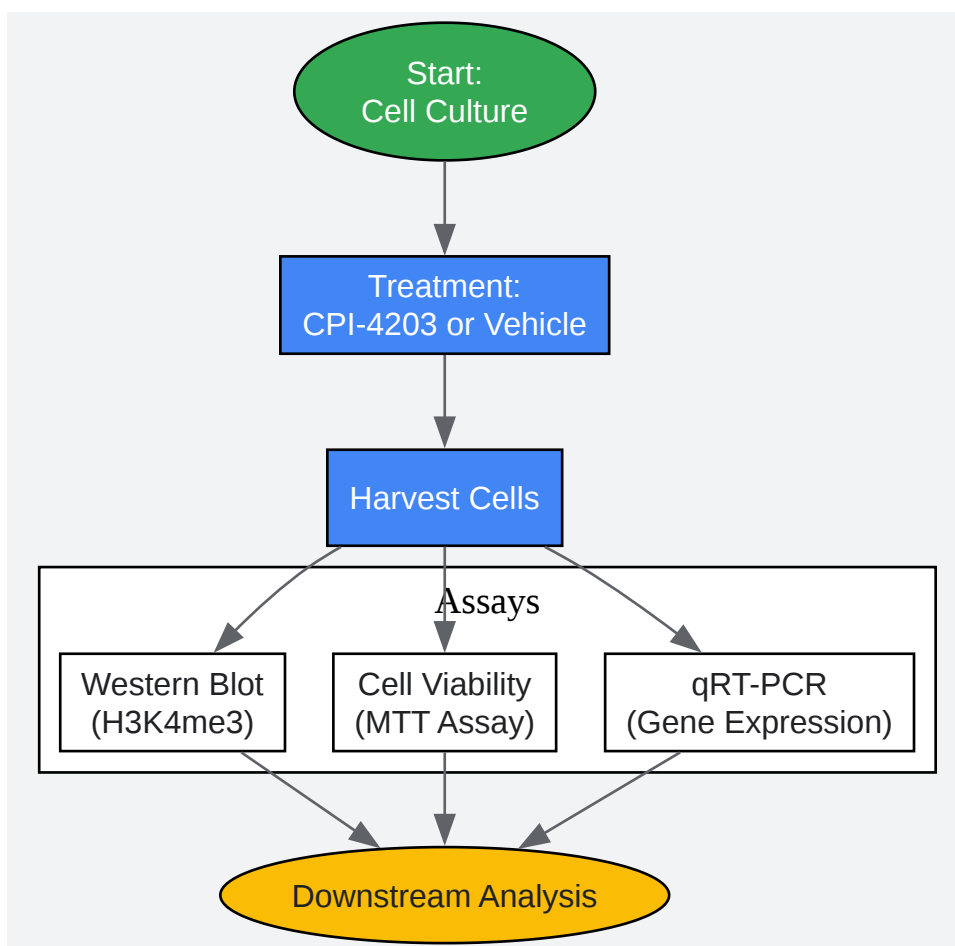 Start:
Cell Culture
Treatment:
CPI-4203 or Vehicle
Harvest Cells
Assays
Western Blot
(H3K4me3)
Cell Viability
(MTT Assay)
qRT-PCR
(Gene Expression)
Downstream Analysis